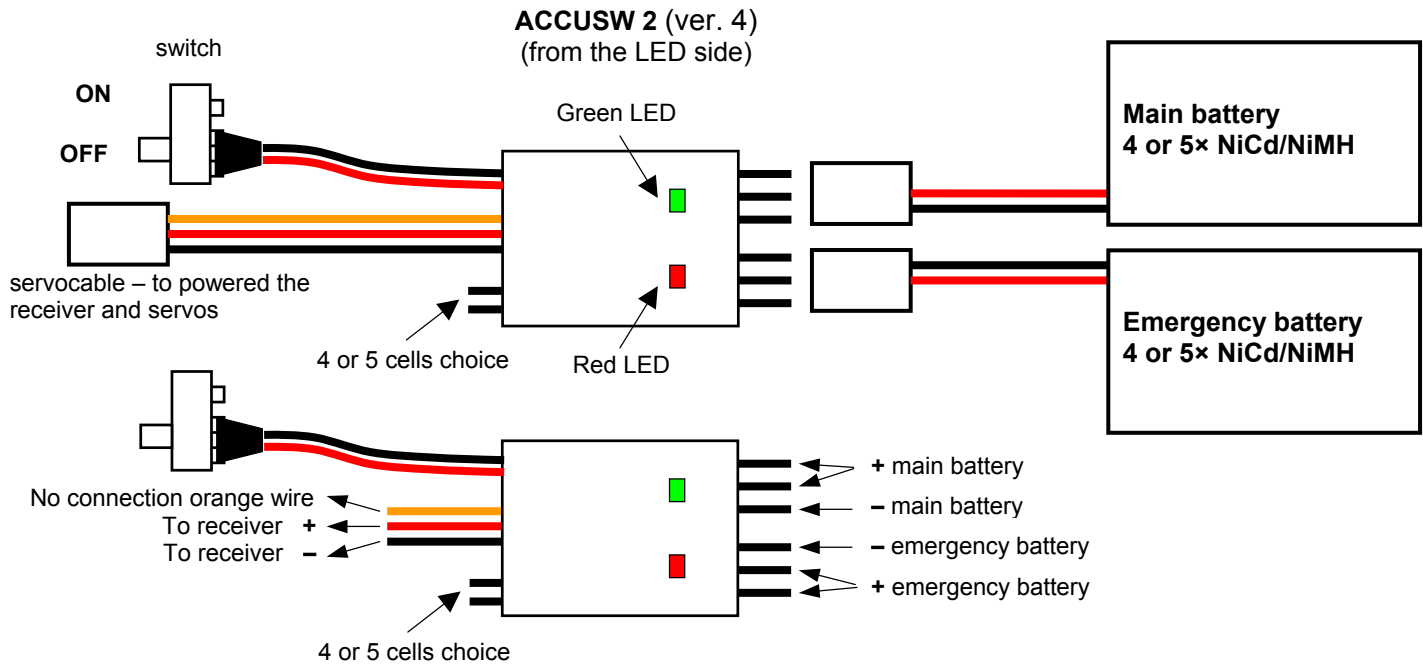 ACCUSW 2 (ver. 4)
(from the LED side)
switch
ON
OFF
Green LED
Main battery
4 or 5× NiCd/NiMH
servocable – to powered the
receiver and servos
4 or 5 cells choice
Red LED
Emergency battery
4 or 5× NiCd/NiMH
No connection orange wire
To receiver +
To receiver –
+ main battery
– main battery
– emergency battery
+ emergency battery
4 or 5 cells choice